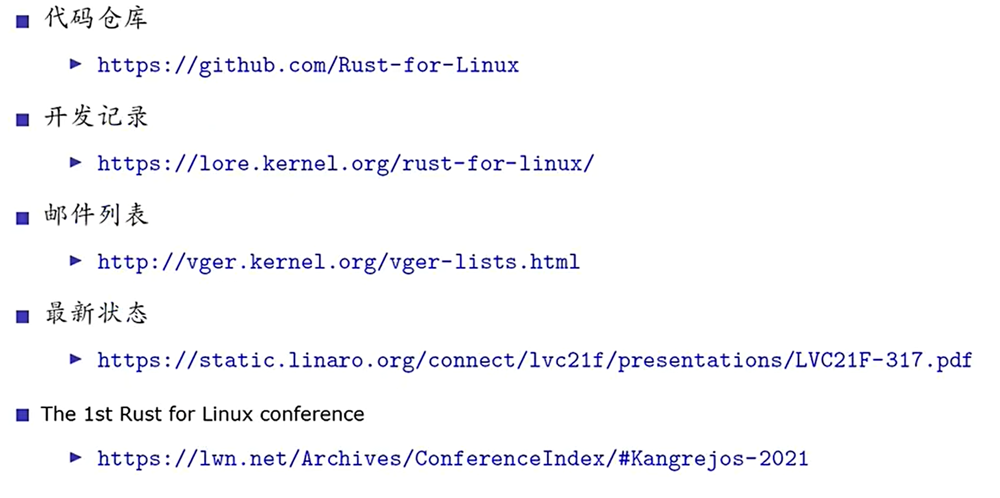 代码仓库
https://github.com/Rust-for-Linux
开发记录
https://lore.kernel.org/rust-for-linux/
邮件列表
http://vger.kernel.org/vger-lists.html
最新状态
https://static.linaro.org/connect/lvc21f/presentations/LVC21F-317.pdf
The 1st Rust for Linux conference
https://lwn.net/Archives/ConferenceIndex/#Kangrejos-2021